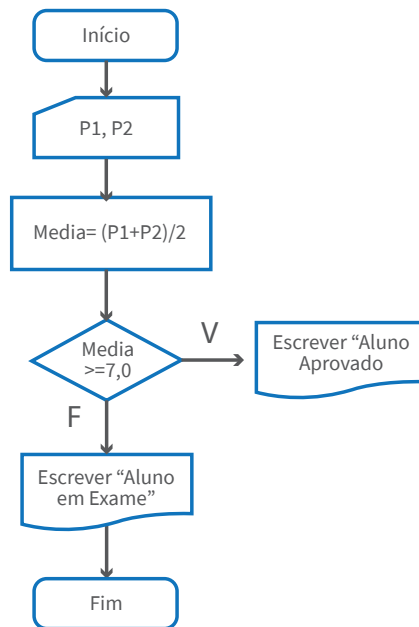 Início
P1, P2
Media= (P1+P2)/2
Media
>=7,0
V
Escrever “Aluno
Aprovado
F
Escrever “Aluno
em Exame”
Fim